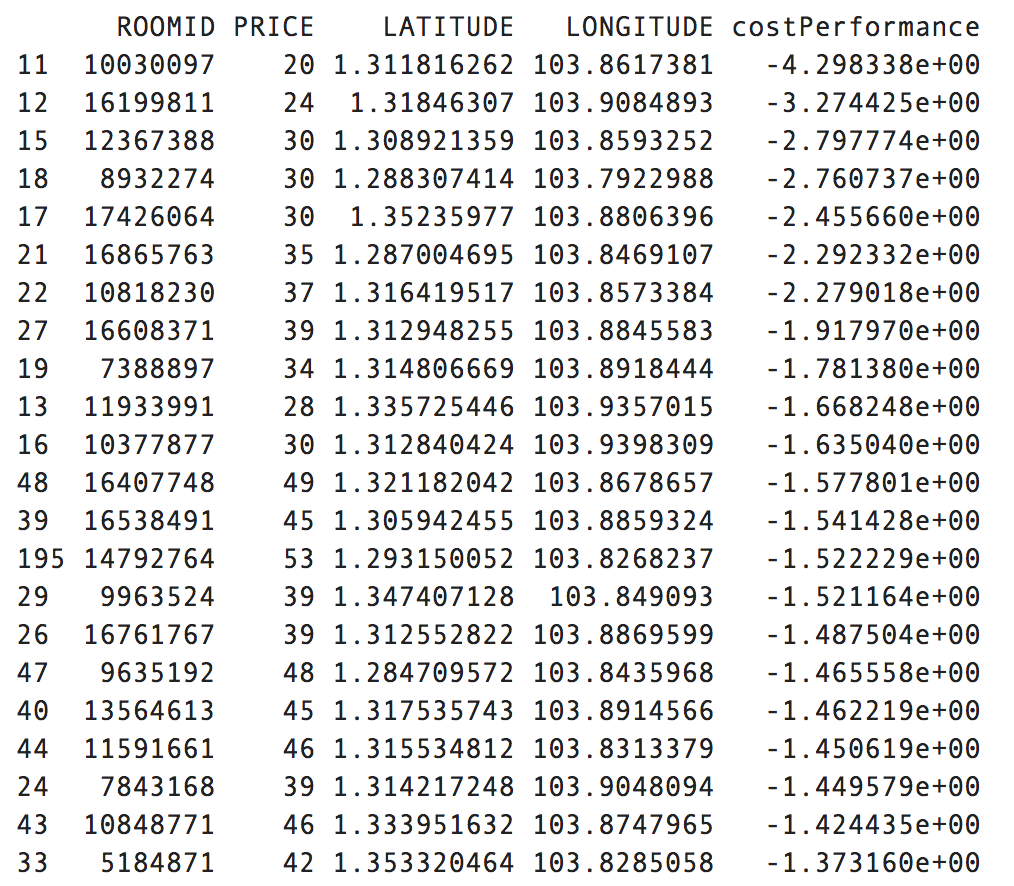 ROOMID PRICE LATITUDE LONGITUDE costPerformance
11 10030097 20 1.311816262 103.8617381 -4.298338e+00
12 16199811 24 1.31846307 103.9084893 -3.274425e+00
15 12367388 30 1.308921359 103.8593252 -2.797774e+00
18 8932274 30 1.288307414 103.7922988 -2.760737e+00
17 17426064 30 1.35235977 103.8806396 -2.455660e+00
21 16865763 35 1.287004695 103.8469107 -2.292332e+00
22 10818230 37 1.316419517 103.8573384 -2.279018e+00
27 16608371 39 1.312948255 103.8845583 -1.917970e+00
19 7388897 34 1.314806669 103.8918444 -1.781380e+00
13 11933991 28 1.335725446 103.9357015 -1.668248e+00
16 10377877 30 1.312840424 103.9398309 -1.635040e+00
48 16407748 49 1.321182042 103.8678657 -1.577801e+00
39 16538491 45 1.305942455 103.8859324 -1.541428e+00
195 14792764 53 1.293150052 103.8268237 -1.522229e+00
29 9963524 39 1.347407128 103.849093 -1.521164e+00
26 16761767 39 1.312552822 103.8869599 -1.487504e+00
47 9635192 48 1.284709572 103.8435968 -1.465558e+00
40 13564613 45 1.317535743 103.8914566 -1.462219e+00
44 11591661 46 1.315534812 103.8313379 -1.450619e+00
24 7843168 39 1.314217248 103.9048094 -1.449579e+00
43 10848771 46 1.333951632 103.8747965 -1.424435e+00
33 5184871 42 1.353320464 103.8285058 -1.373160e+00